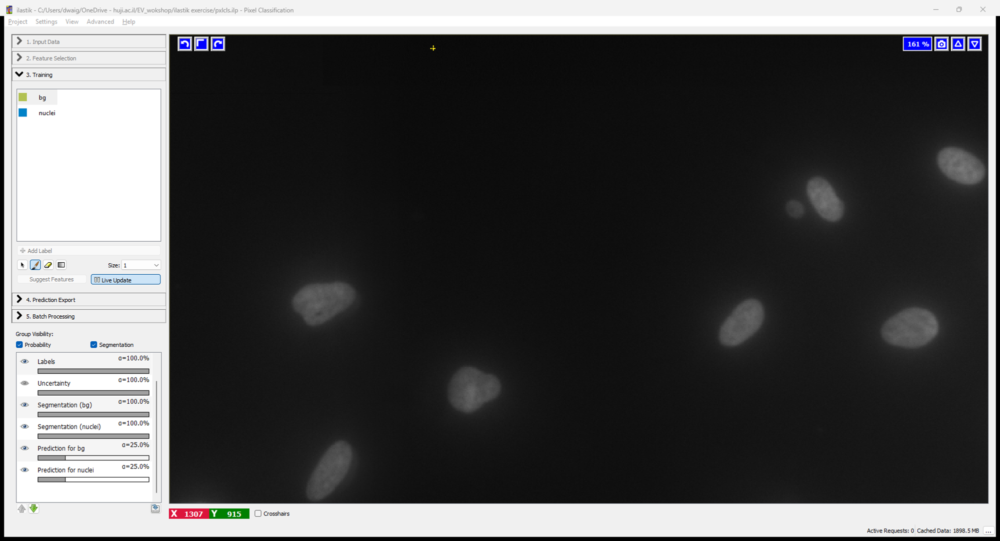 ilastik - C:/Users/dwaig/OneDrive - huji.ac.il/EV_wokshop/ilastik exercise/pxlcls.ilp - Pixel Classification
Project Settings View Advanced Help
1. Input Data
2. Feature Selection
3. Training
bg
nuclei
Add Label
Size: 1
Suggest Features
Live Update
4. Prediction Export
5. Batch Processing
Group Visibility:
Probability Segmentation
Labels α=100.0%
Uncertainty α=100.0%
Segmentation (bg) α=100.0%
Segmentation (nuclei) α=100.0%
Prediction for bg α=25.0%
Prediction for nuclei α=25.0%
161 %
X 1307 Y 915 Crosshairs
Active Requests: 0 Cached Data: 1898.5 MB ...